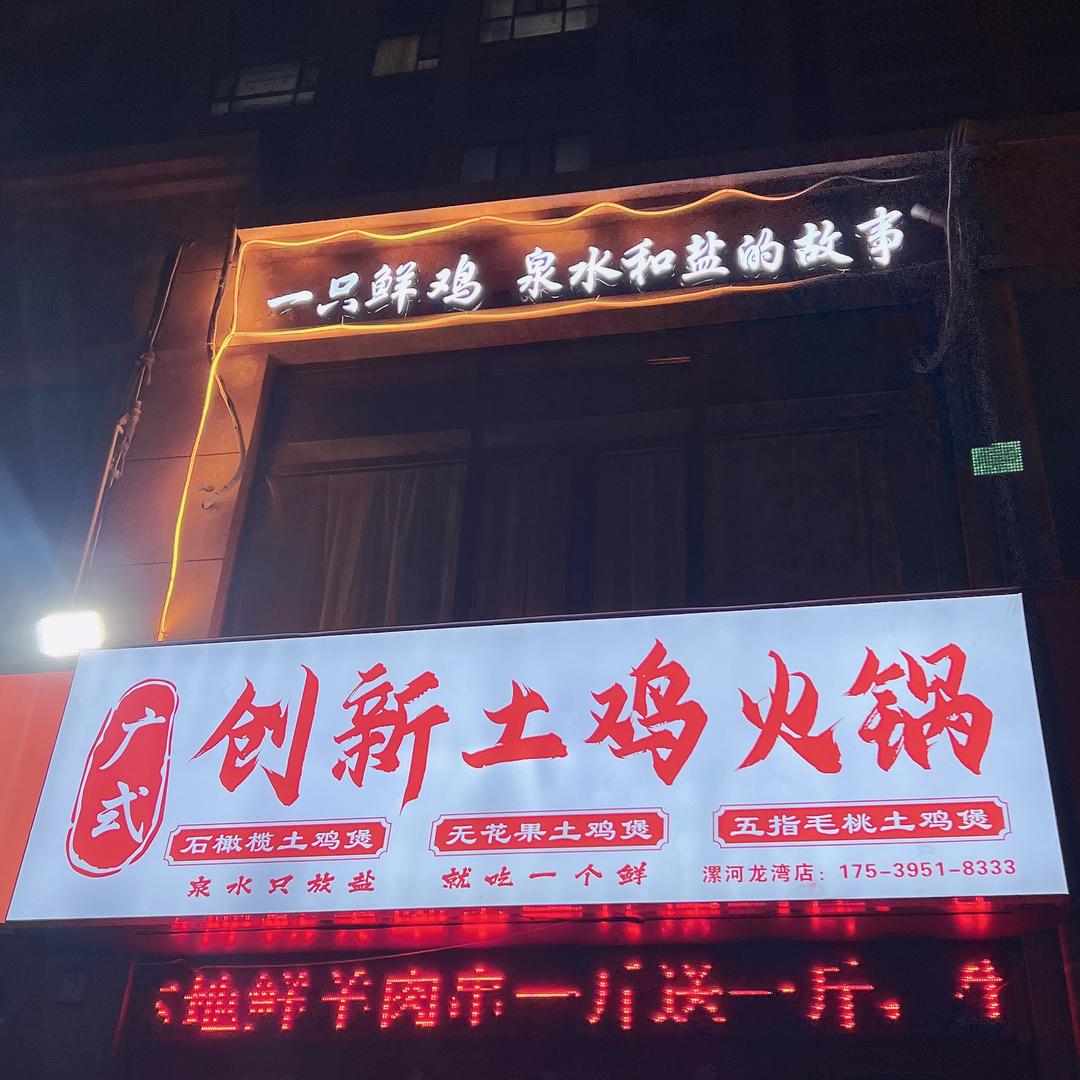 一只鲜鸡 泉水和盐的故事
广式
创新土鸡火锅
石橄榄土鸡煲 无花果土鸡煲 五指毛桃土鸡煲
泉水只放盐 就吃一个鲜 漯河龙湾店：175-3951-8333
鲜羊肉串一斤送一斤。